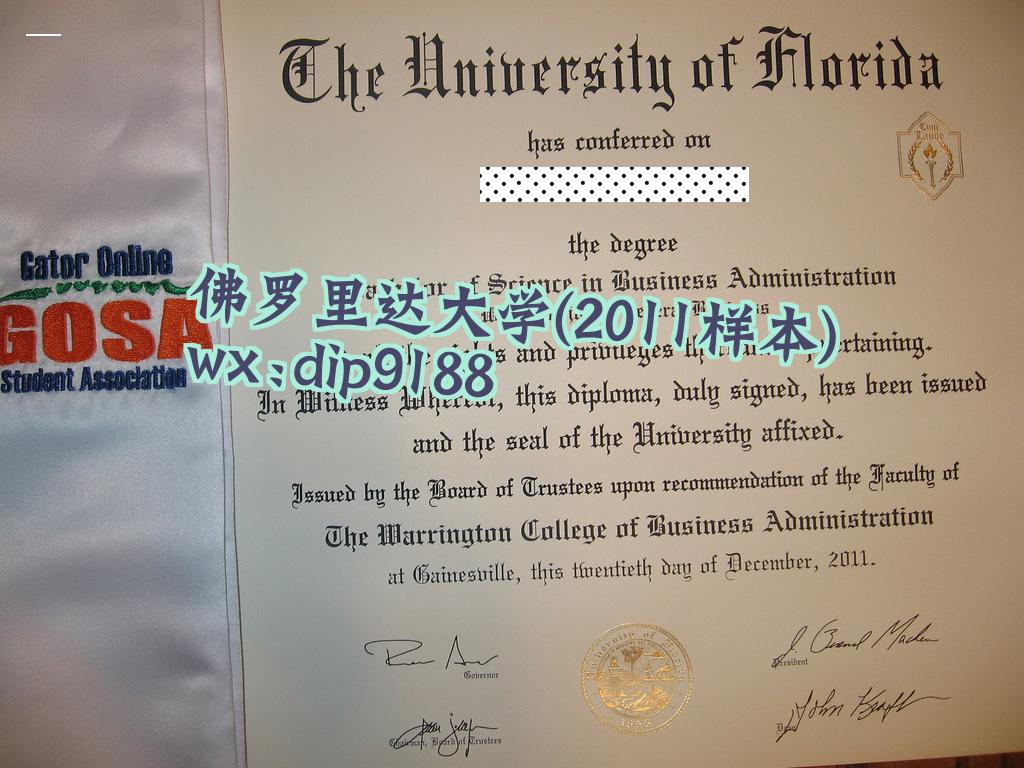 The University of Florida
has conferred on
Cum Laude
the degree
of Science in Business Administration
佛罗里达大学(2011样本)
wx:dip9188
and privileges
pertaining.
In Witness Whereof, this diploma, duly signed, has been issued
and the seal of the University affixed.
Issued by the Board of Trustees upon recommendation of the Faculty of
The Warrington College of Business Administration
at Gainesville, this twentieth day of December, 2011.
Governor
President
Chairman, Board of Trustees
Gator Online
GOSA
Student Association